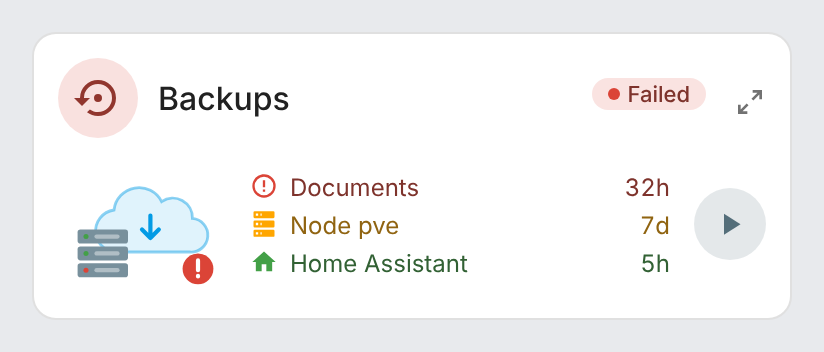 Backups
Failed
Documents 32h
Node pve 7d
Home Assistant 5h